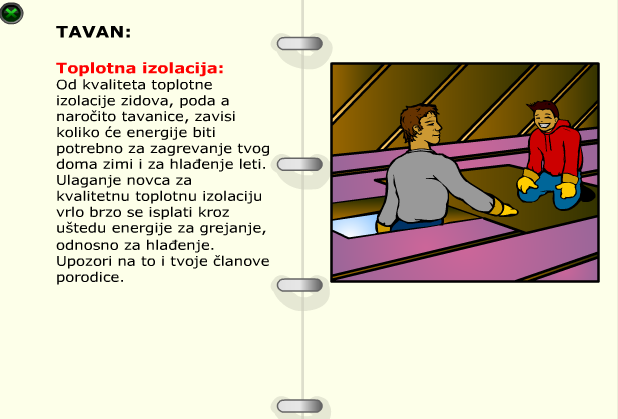 TAVAN:
Toplotna izolacija:
Od kvaliteta toplotne
izolacije zidova, poda a
naročito tavanice, zavisi
koliko će energije biti
potrebno za zagrevanje tvog
doma zimi i za hlađenje leti.
Ulaganje novca za
kvalitetnu toplotnu izolaciju
vrlo brzo se isplati kroz
uštedu energije za grejanje,
odnosno za hlađenje.
Upozori na to i tvoje članove
porodice.